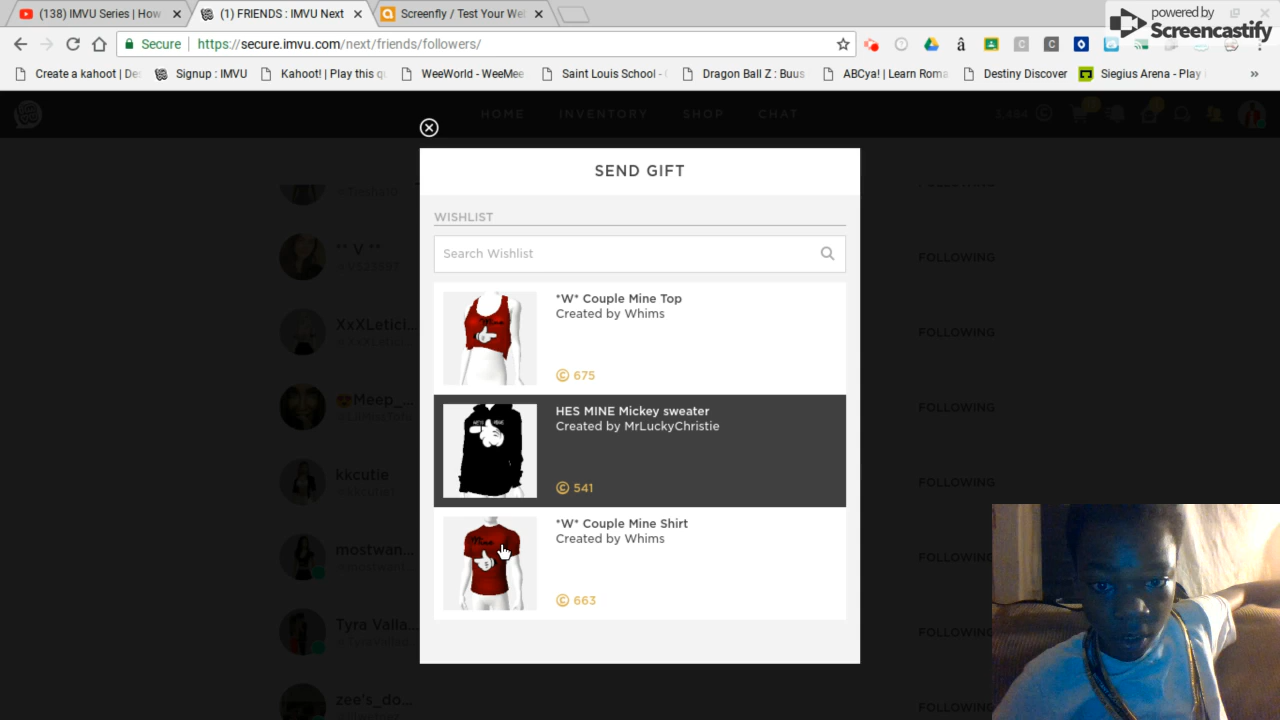 (138) IMVU Series | How
(1) FRIENDS : IMVU Next
Screenfly / Test Your We
powered by
Screencastify
Secure
https://secure.imvu.com/next/friends/followers/
Create a kahoot | De
Signup : IMVU
Kahoot! | Play this q
WeeWorld - WeeMee
Saint Louis School -
Dragon Ball Z : Buus
ABCya! | Learn
Destiny Discover
Siegius Arena - Play
»
HOME
INVENTORY
SHOP
CHAT
3,484
SEND GIFT
WISHLIST
Search Wishlist
*W* Couple Mine Top
Created by Whims
675
HES MINE Mickey sweater
Created by MrLuckyChristie
541
*W* Couple Mine Shirt
Created by Whims
663
** V **
XxXLetici...
Meep_...
kkcutie
mostwan...
Tyra Valla...
zee's_do...
FOLLOWING
FOLLOWING
FOLLOWING
FOLLOWING
FOLLOWING
FOLLOWING
FOLLOWING